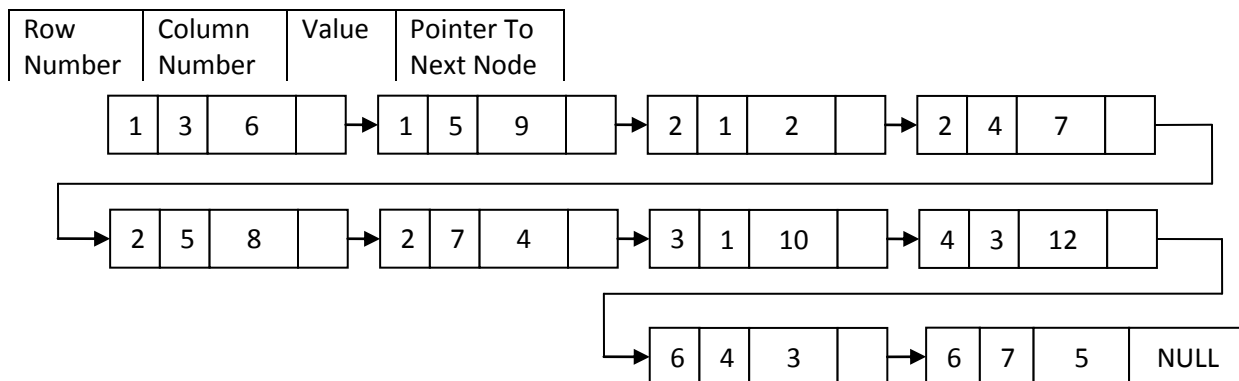 Row Number Column Number Value Pointer To Next Node
1 3 6 1 5 9 2 1 2 2 4 7
2 5 8 2 7 4 3 1 10 4 3 12
6 4 3 6 7 5 NULL